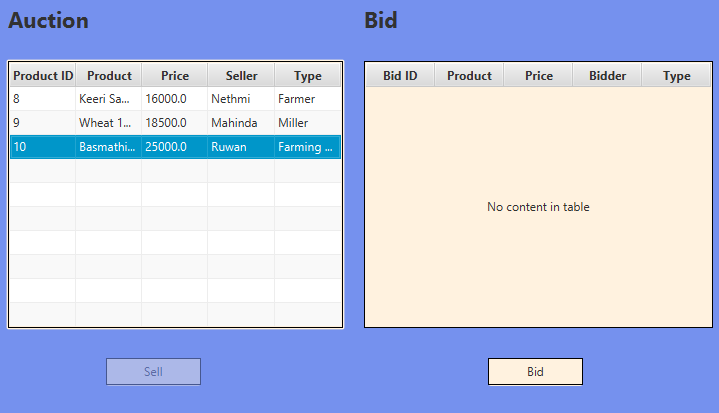 Auction
Product ID Product Price Seller Type
8 Keeri Sa... 16000.0 Nethmi Farmer
9 Wheat 1... 18500.0 Mahinda Miller
10 Basmathi... 25000.0 Ruwan Farming ...
Sell
Bid
Bid ID Product Price Bidder Type
No content in table
Bid